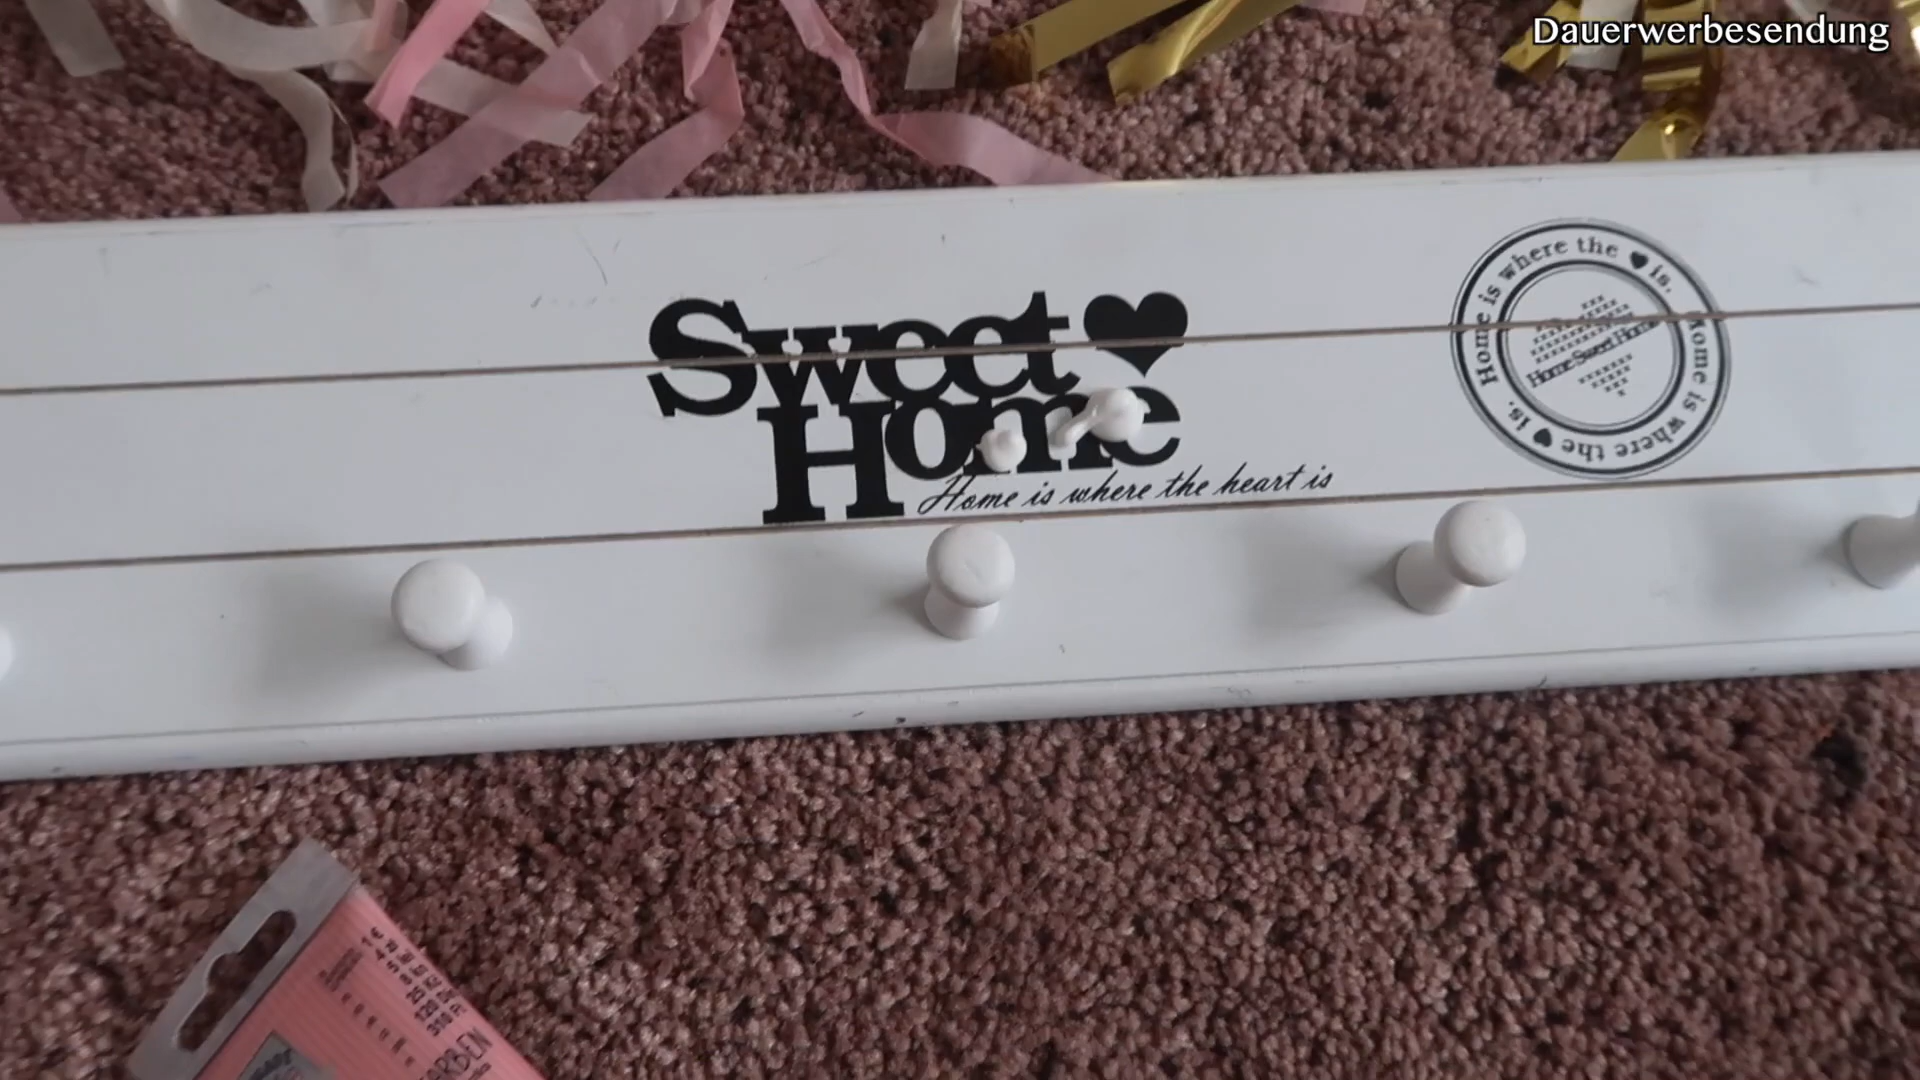 Dauerwerbesendung
Sweet ♥
Home
Home is where the heart is
Home is where the ♥ is.
Home is where the ♥ is.
Home Sweet Home